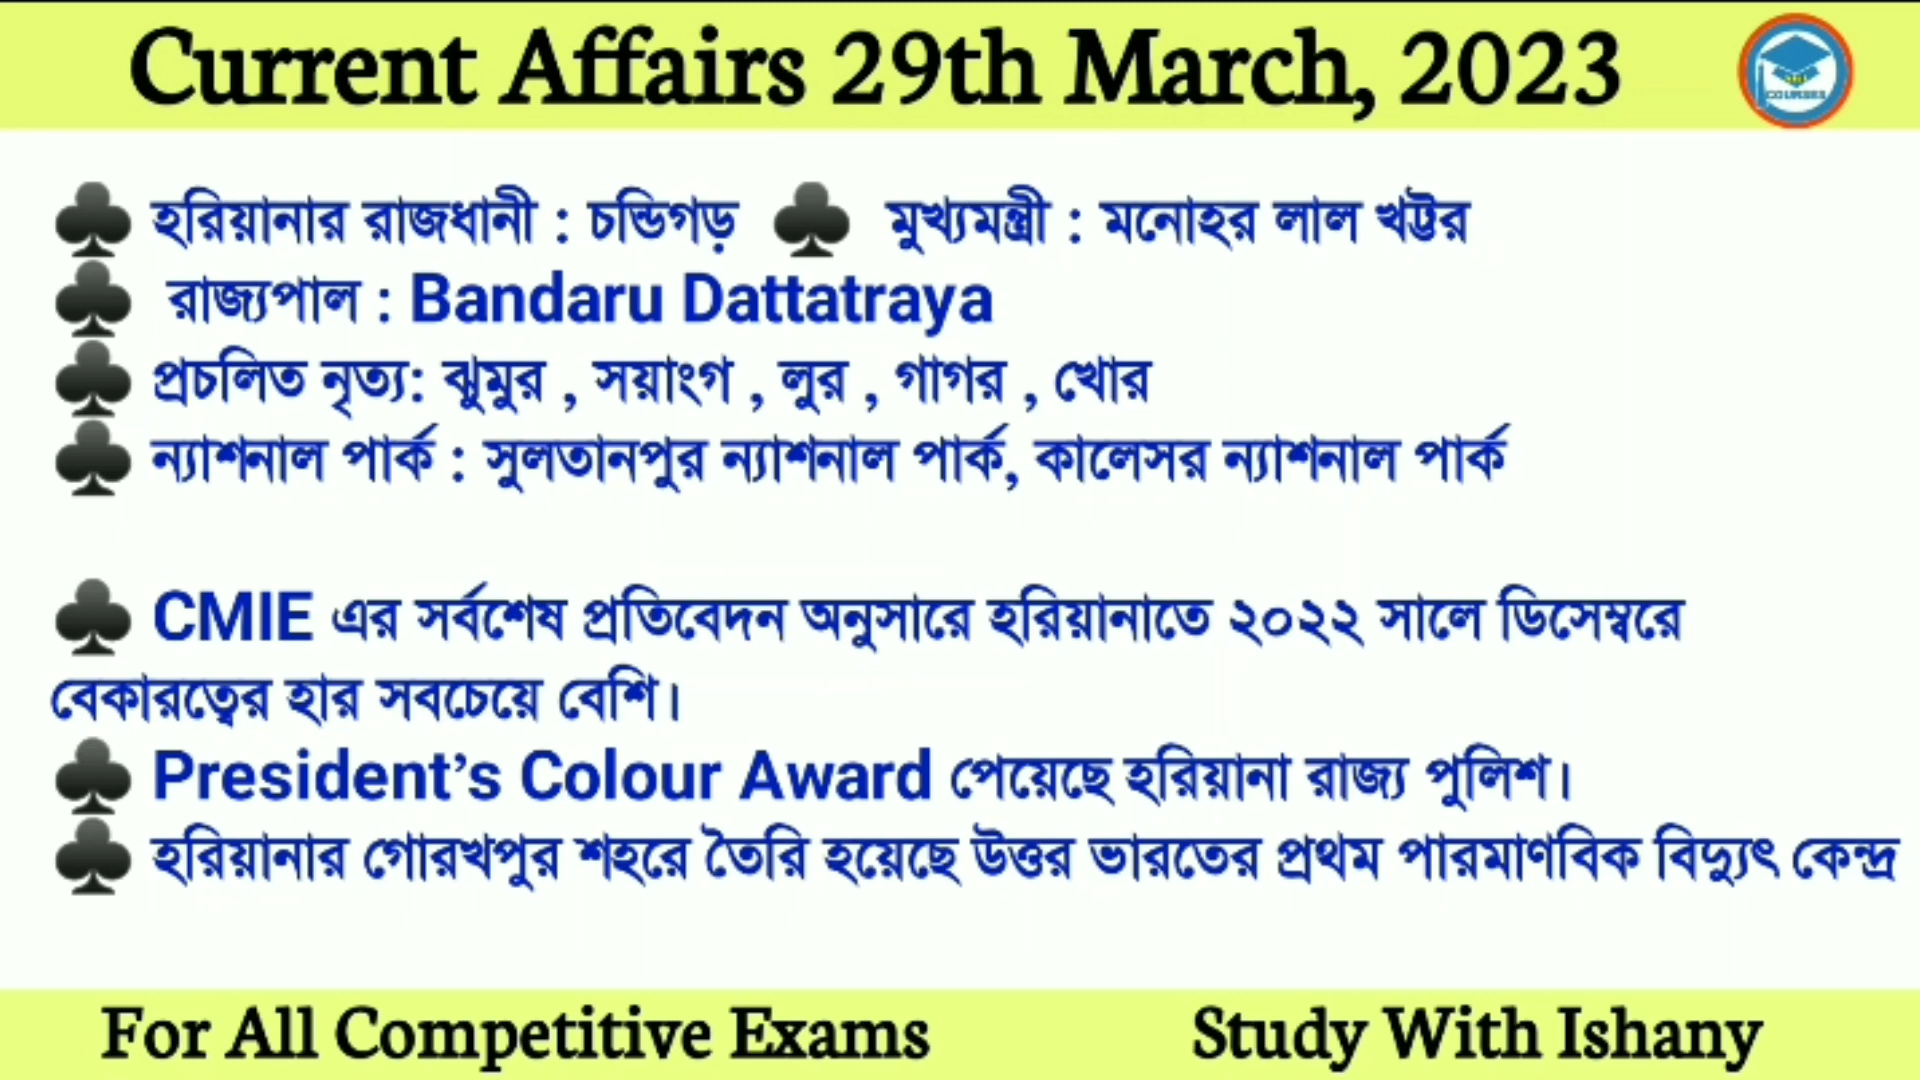 Current Affairs 29th March, 2023
COURSES
♣ হরিয়ানার রাজধানী : চন্ডিগড় ♣ মুখ্যমন্ত্রী : মনোহর লাল খট্টর
♣ রাজ্যপাল : Bandaru Dattatraya
♣ প্রচলিত নৃত্য: ঝুমুর , সয়াংগ , লুর , গাগর , খোর
♣ ন্যাশনাল পার্ক : সুলতানপুর ন্যাশনাল পার্ক, কালেসর ন্যাশনাল পার্ক
♣ CMIE এর সর্বশেষ প্রতিবেদন অনুসারে হরিয়ানাতে ২০২২ সালে ডিসেম্বরে
বেকারত্বের হার সবচেয়ে বেশি।
♣ President’s Colour Award পেয়েছে হরিয়ানা রাজ্য পুলিশ।
♣ হরিয়ানার গোরখপুর শহরে তৈরি হয়েছে উত্তর ভারতের প্রথম পারমাণবিক বিদ্যুৎ কেন্দ্র
For All Competitive Exams
Study With Ishany